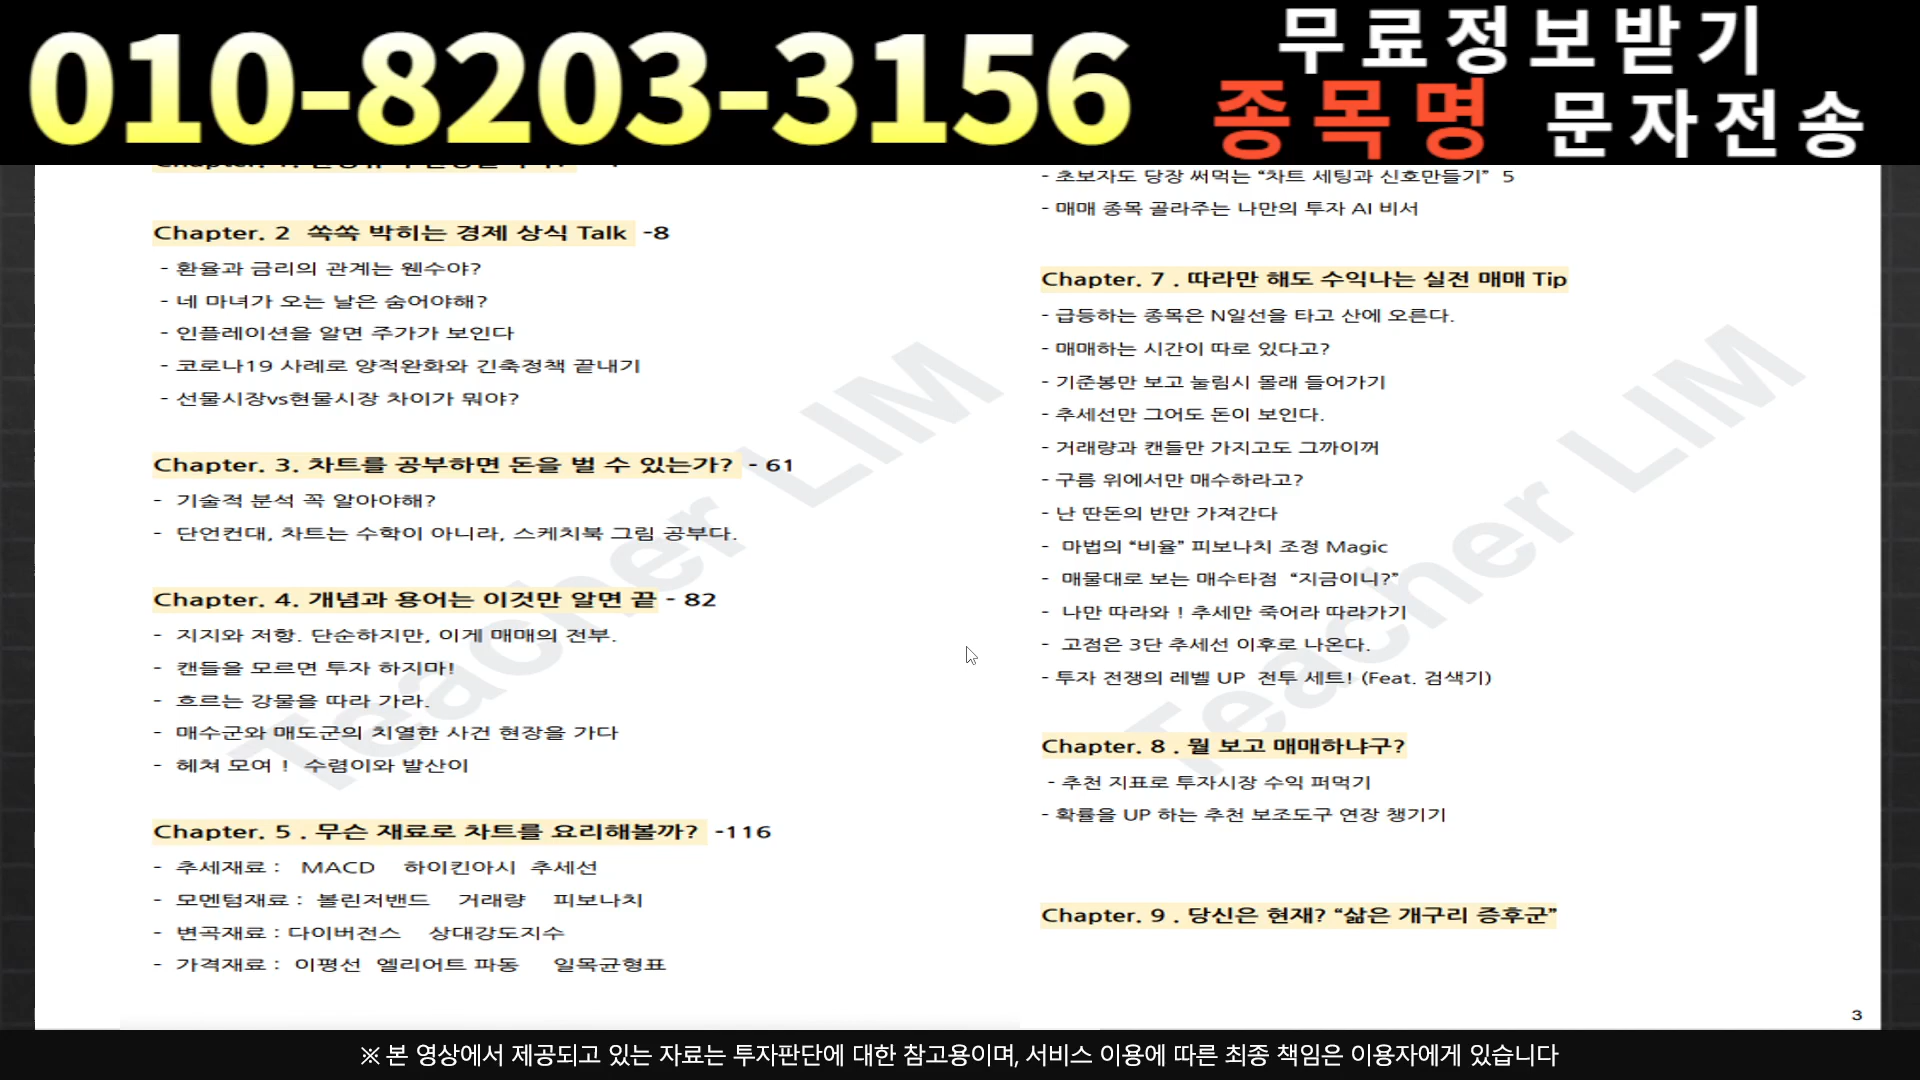 010-8203-3156
무료정보받기
종목명 문자전송
Chapter. 2 쏙쏙 박히는 경제 상식 Talk -8
- 환율과 금리의 관계는 웬수야?
- 네 마녀가 오는 날은 숨어야해?
- 인플레이션을 알면 주가가 보인다
- 코로나19 사례로 양적완화와 긴축정책 끝내기
- 선물시장vs현물시장 차이가 뭐야?
Chapter. 3. 차트를 공부하면 돈을 벌 수 있는가? - 61
- 기술적 분석 꼭 알아야해?
- 단언컨대, 차트는 수학이 아니라, 스케치북 그림 공부다.
Chapter. 4. 개념과 용어는 이것만 알면 끝 - 82
- 지지와 저항. 단순하지만, 이게 매매의 전부.
- 캔들을 모르면 투자 하지마!
- 흐르는 강물을 따라 가라.
- 매수군와 매도군의 치열한 사건 현장을 가다
- 헤쳐 모여 ! 수렴이와 발산이
Chapter. 5 . 무슨 재료로 차트를 요리해볼까? -116
- 추세재료 : MACD 하이킨아시 추세선
- 모멘텀재료 : 볼린저밴드 거래량 피보나치
- 변곡재료 : 다이버전스 상대강도지수
- 가격재료 : 이평선 엘리어트 파동 일목균형표
- 초보자도 당장 써먹는 “차트 세팅과 신호만들기” 5
- 매매 종목 골라주는 나만의 투자 AI 비서
Chapter. 7 . 따라만 해도 수익나는 실전 매매 Tip
- 급등하는 종목은 N일선을 타고 산에 오른다.
- 매매하는 시간이 따로 있다고?
- 기준봉만 보고 눌림시 몰래 들어가기
- 추세선만 그어도 돈이 보인다.
- 거래량과 캔들만 가지고도 그까이꺼
- 구름 위에서만 매수하라고?
- 난 딴돈의 반만 가져간다
- 마법의 “비율” 피보나치 조정 Magic
- 매물대로 보는 매수타점 “지금이니?”
- 나만 따라와 ! 추세만 죽어라 따라가기
- 고점은 3단 추세선 이후로 나온다.
- 투자 전쟁의 레벨 UP 전투 세트! (Feat. 검색기)
Chapter. 8 . 뭘 보고 매매하냐구?
- 추천 지표로 투자시장 수익 퍼먹기
- 확률을 UP 하는 추천 보조도구 연장 챙기기
Chapter. 9 . 당신은 현재? “삶은 개구리 증후군”
3
Teacher LIM
Teacher LIM
※ 본 영상에서 제공되고 있는 자료는 투자판단에 대한 참고용이며, 서비스 이용에 따른 최종 책임은 이용자에게 있습니다